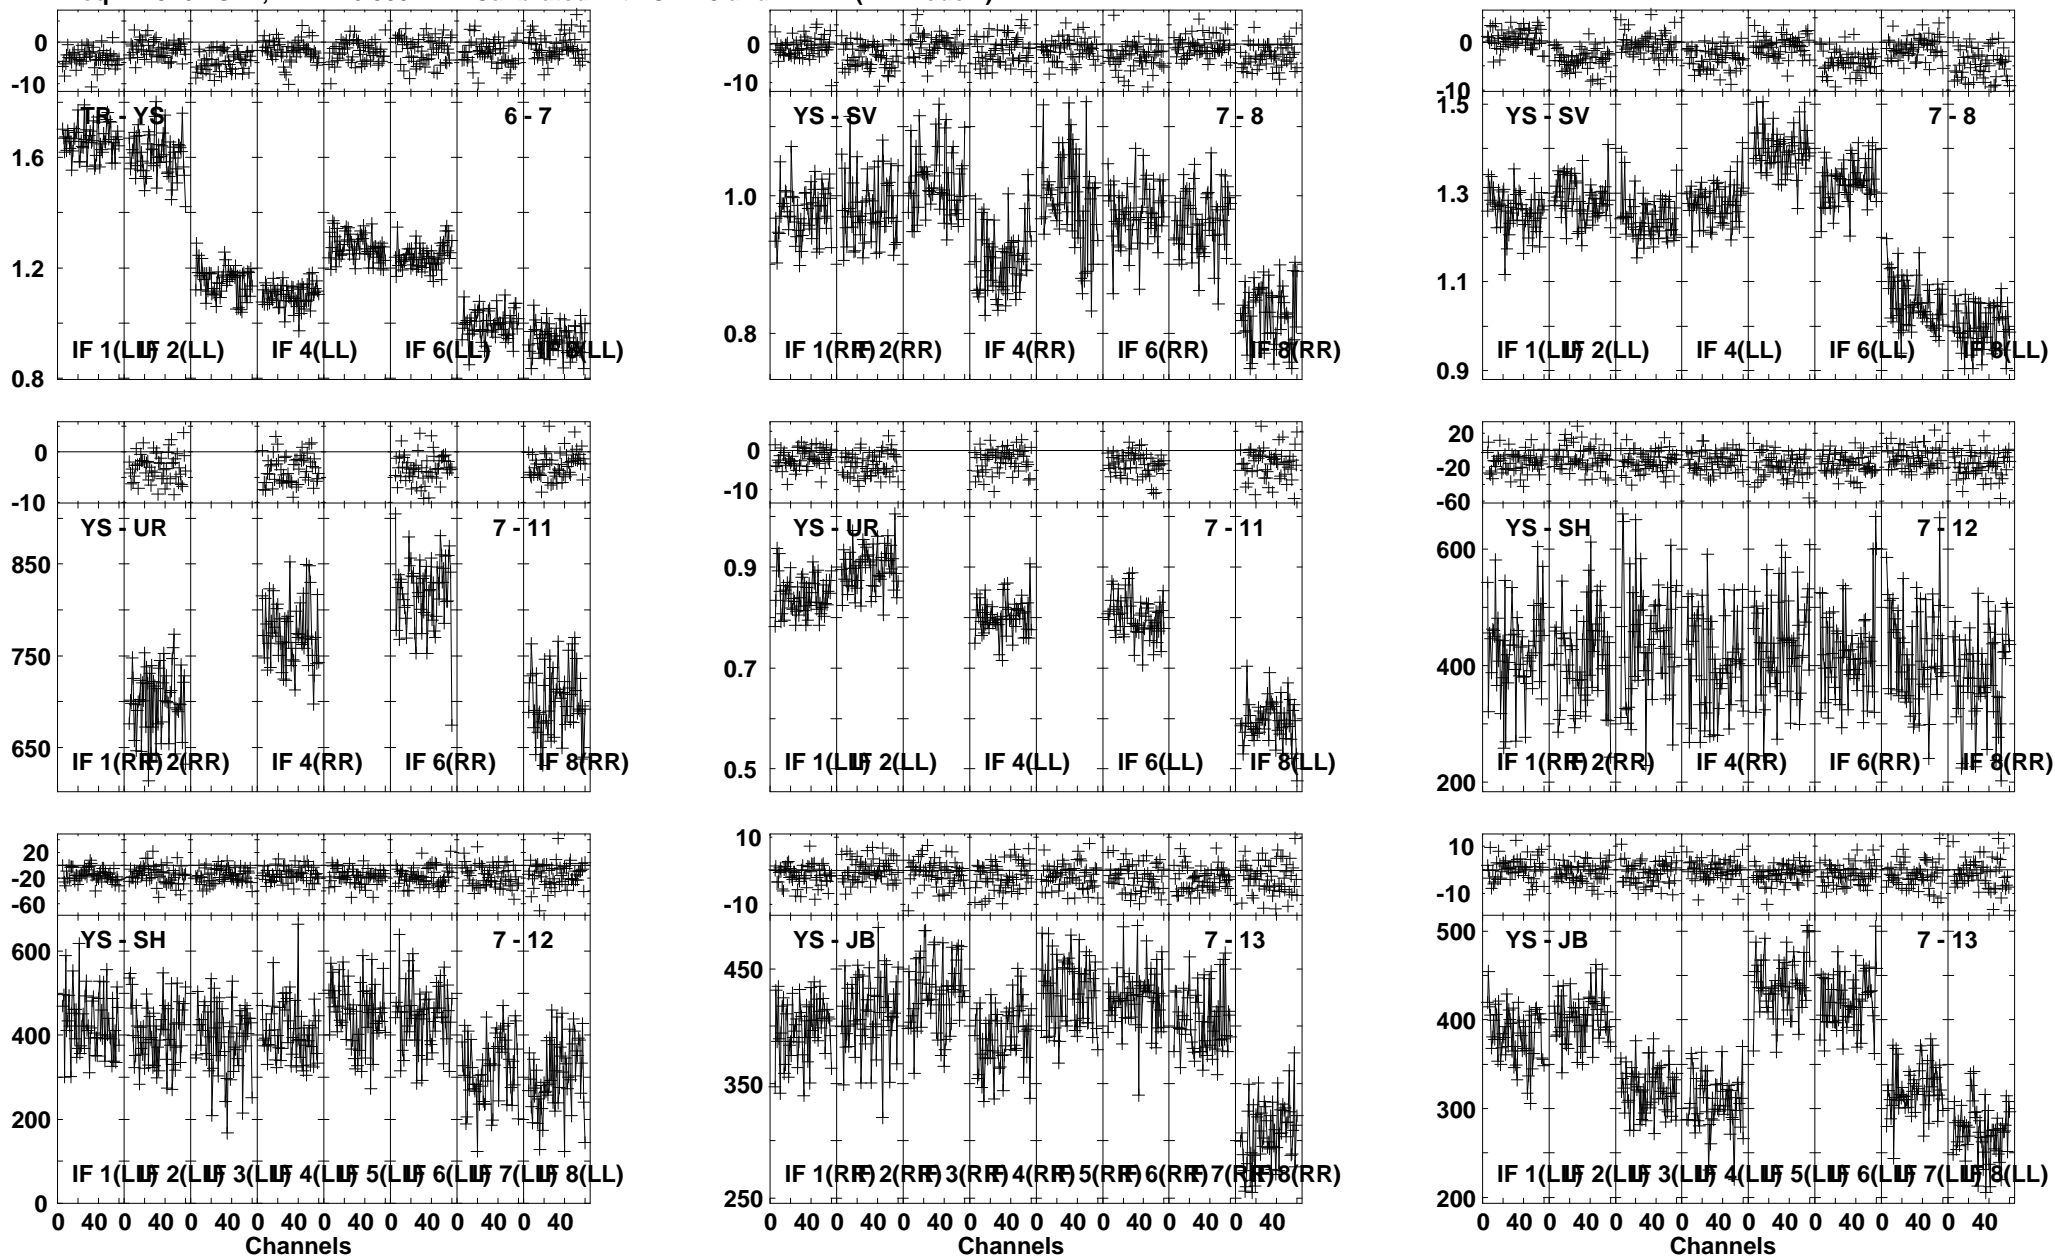 0
-10
TR - YS 6 - 7
1.6
1.2
0.8
IF 1(LL) IF 2(LL) IF 4(LL) IF 6(LL) IF 8(LL)
0
-10
YS - SV 7 - 8
1.0
0.8
IF 1(RR) IF 2(RR) IF 4(RR) IF 6(RR) IF 8(RR)
0
-10
1.5
YS - SV 7 - 8
1.3
1.1
0.9
IF 1(LL) IF 2(LL) IF 4(LL) IF 6(LL) IF 8(LL)
0
-10
YS - UR 7 - 11
850
750
650
IF 1(RR) IF 2(RR) IF 4(RR) IF 6(RR) IF 8(RR)
0
-10
YS - UR 7 - 11
0.9
0.7
0.5
IF 1(LL) IF 2(LL) IF 4(LL) IF 6(LL) IF 8(LL)
20
-20
-60
YS - SH 7 - 12
600
400
200
IF 1(RR) IF 2(RR) IF 4(RR) IF 6(RR) IF 8(RR)
20
-20
-60
YS - SH 7 - 12
600
400
200
0
IF 1(LL) IF 2(LL) IF 3(LL) IF 4(LL) IF 5(LL) IF 6(LL) IF 7(LL) IF 8(LL)
0 40 0 40 0 40 0 40 0 40 0 40 0 40 0 40
Channels
10
-10
YS - JB 7 - 13
450
350
250
IF 1(RR) IF 2(RR) IF 3(RR) IF 4(RR) IF 5(RR) IF 6(RR) IF 7(RR) IF 8(RR)
0 40 0 40 0 40 0 40 0 40 0 40 0 40 0 40
Channels
10
-10
YS - JB 7 - 13
500
400
300
200
IF 1(LL) IF 2(LL) IF 3(LL) IF 4(LL) IF 5(LL) IF 6(LL) IF 7(LL) IF 8(LL)
0 40 0 40 0 40 0 40 0 40 0 40 0 40 0 40
Channels